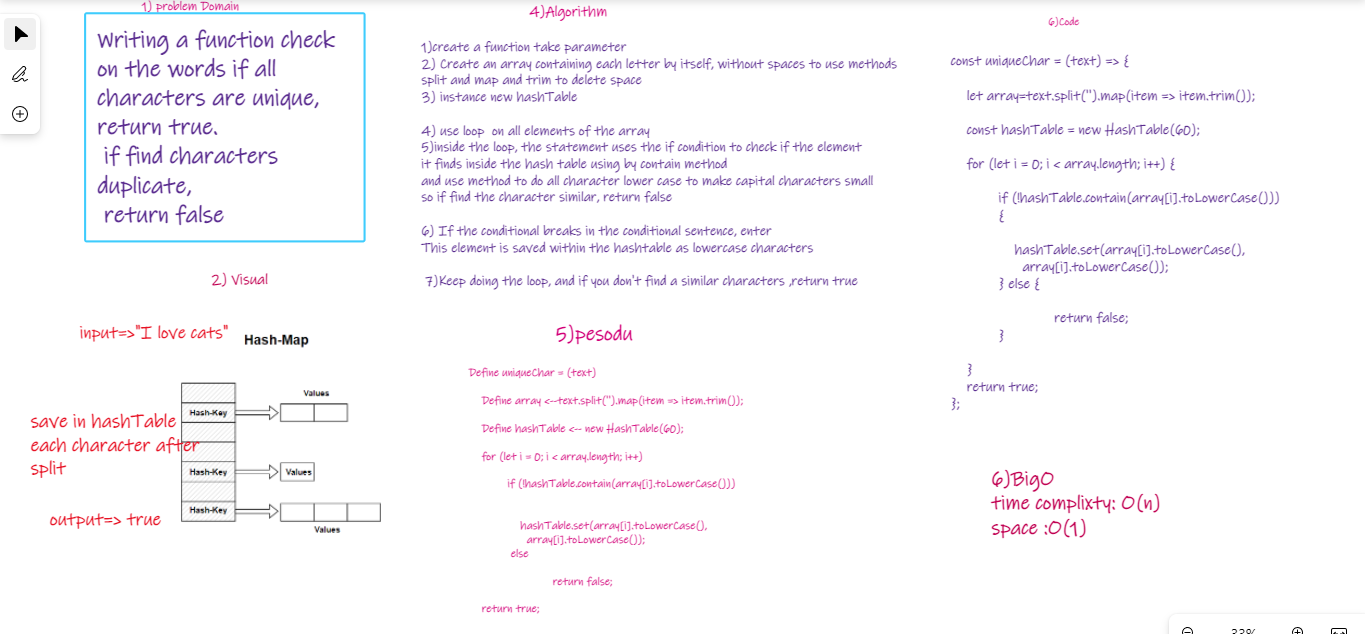 1) problem Domain
Writing a function check
on the words if all
characters are unique,
return true.
if find characters
duplicate,
return false
2) Visual
input=>"I love cats"
Hash-Map
save in hashTable
each character after
split
output=> true
Values
Hash-Key
Hash-Key
Values
Hash-Key
Values
4)Algorithm
1)create a function take parameter
2) Create an array containing each letter by itself, without spaces to use methods
split and map and trim to delete space
3) instance new hashTable
4) use loop on all elements of the array
5)inside the loop, the statement uses the if condition to check if the element
it finds inside the hash table using by contain method
and use method to do all character lower case to make capital characters small
so if find the character similar, return false
6) If the conditional breaks in the conditional sentence, enter
This element is saved within the hashtable as lowercase characters
7)Keep doing the loop, and if you don't find a similar characters ,return true
5)pesodu
Define uniqueChar = (text)
Define array <--text.split('').map(item => item.trim());
Define hashTable <-- new HashTable(60);
for (let i = 0; i < array.length; i++)
if (!hashTable.contain(array[i].toLowerCase()))
hashTable.set(array[i].toLowerCase(),
array[i].toLowerCase());
else
return false;
return true;
6)Code
const uniqueChar = (text) => {
let array=text.split('').map(item => item.trim());
const hashTable = new HashTable(60);
for (let i = 0; i < array.length; i++) {
if (!hashTable.contain(array[i].toLowerCase()))
{
hashTable.set(array[i].toLowerCase(),
array[i].toLowerCase());
} else {
return false;
}
}
return true;
};
6)BigO
time complixty: O(n)
space :O(1)